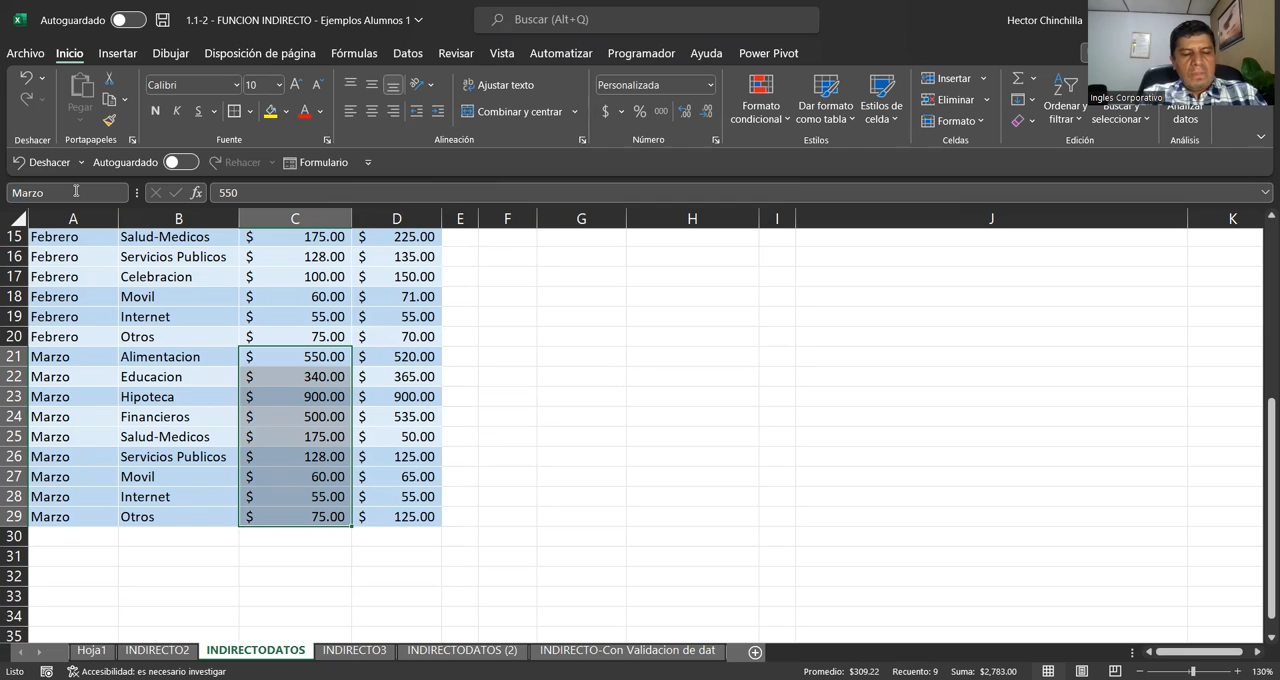 Autoguardado 1.1-2 - FUNCION INDIRECTO - Ejemplos Alumnos 1 Buscar (Alt+Q) Hector Chinchilla
Archivo Inicio Insertar Dibujar Disposición de página Fórmulas Datos Revisar Vista Automatizar Programador Ayuda Power Pivot
Pegar Calibri 10 Ajustar texto Personalizada Insertar
N K S Combinar y centrar $ % 000 Formato condicional Dar formato como tabla Estilos de celda Eliminar Formato Ordenar y filtrar Buscar y seleccionar Analizar datos
Ingles Corporativo
Deshacer Portapapeles Fuente Alineación Número Estilos Celdas Edición Análisis
Deshacer Autoguardado Rehacer Formulario
Marzo fx 550
A B C D E F G H I J K
15 Febrero Salud-Medicos $ 175.00 $ 225.00
16 Febrero Servicios Publicos $ 128.00 $ 135.00
17 Febrero Celebracion $ 100.00 $ 150.00
18 Febrero Movil $ 60.00 $ 71.00
19 Febrero Internet $ 55.00 $ 55.00
20 Febrero Otros $ 75.00 $ 70.00
21 Marzo Alimentacion $ 550.00 $ 520.00
22 Marzo Educacion $ 340.00 $ 365.00
23 Marzo Hipoteca $ 900.00 $ 900.00
24 Marzo Financieros $ 500.00 $ 535.00
25 Marzo Salud-Medicos $ 175.00 $ 50.00
26 Marzo Servicios Publicos $ 128.00 $ 125.00
27 Marzo Movil $ 60.00 $ 65.00
28 Marzo Internet $ 55.00 $ 55.00
29 Marzo Otros $ 75.00 $ 125.00
30
31
32
33
34
35
Hoja1 INDIRECTO2 INDIRECTODATOS INDIRECTO3 INDIRECTODATOS (2) INDIRECTO-Con Validacion de dat
Listo Accesibilidad: es necesario investigar Promedio: $309.22 Recuento: 9 Suma: $2,783.00 130%